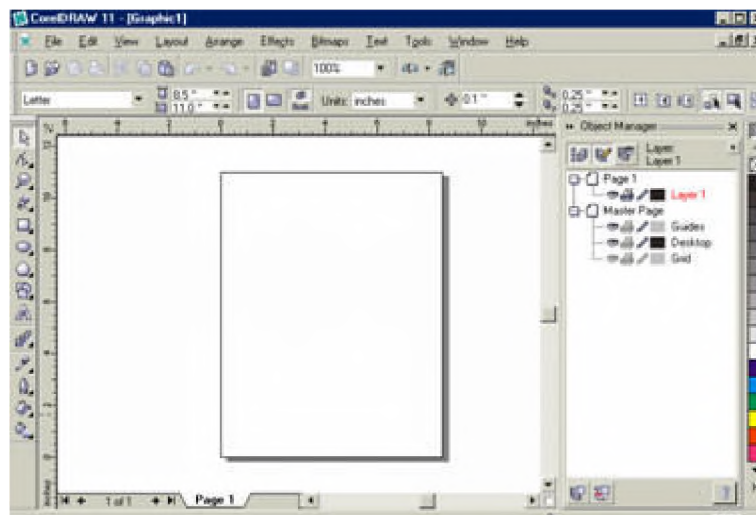 CorelDRAW 11 - [Graphic1]
File Edit View Layout Arrange Effects Bitmaps Text Tools Window Help
100%
Letter 8.5" 11.0" Units: inches 0.1" 0.25" 0.25"
inches
Object Manager
Layer:
Layer 1
Page 1
Layer 1
Master Page
Guides
Desktop
Grid
1 of 1 Page 1